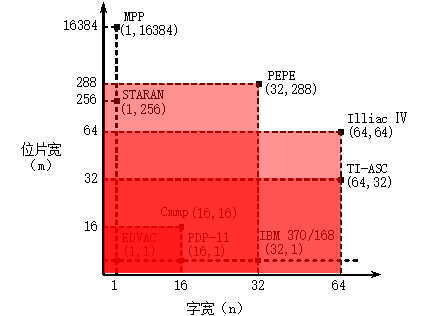 MPP
(1,16384)
16384
288
PEPE
(32,288)
256
STARAN
(1,256)
64
Illiac Ⅳ
(64,64)
位片宽
(m)
32
TI-ASC
(64,32)
16
Cmmp(16,16)
EDVAC
(1,1)
PDP-11
(16,1)
IBM 370/168
(32,1)
1 16 32 64
字宽(n)